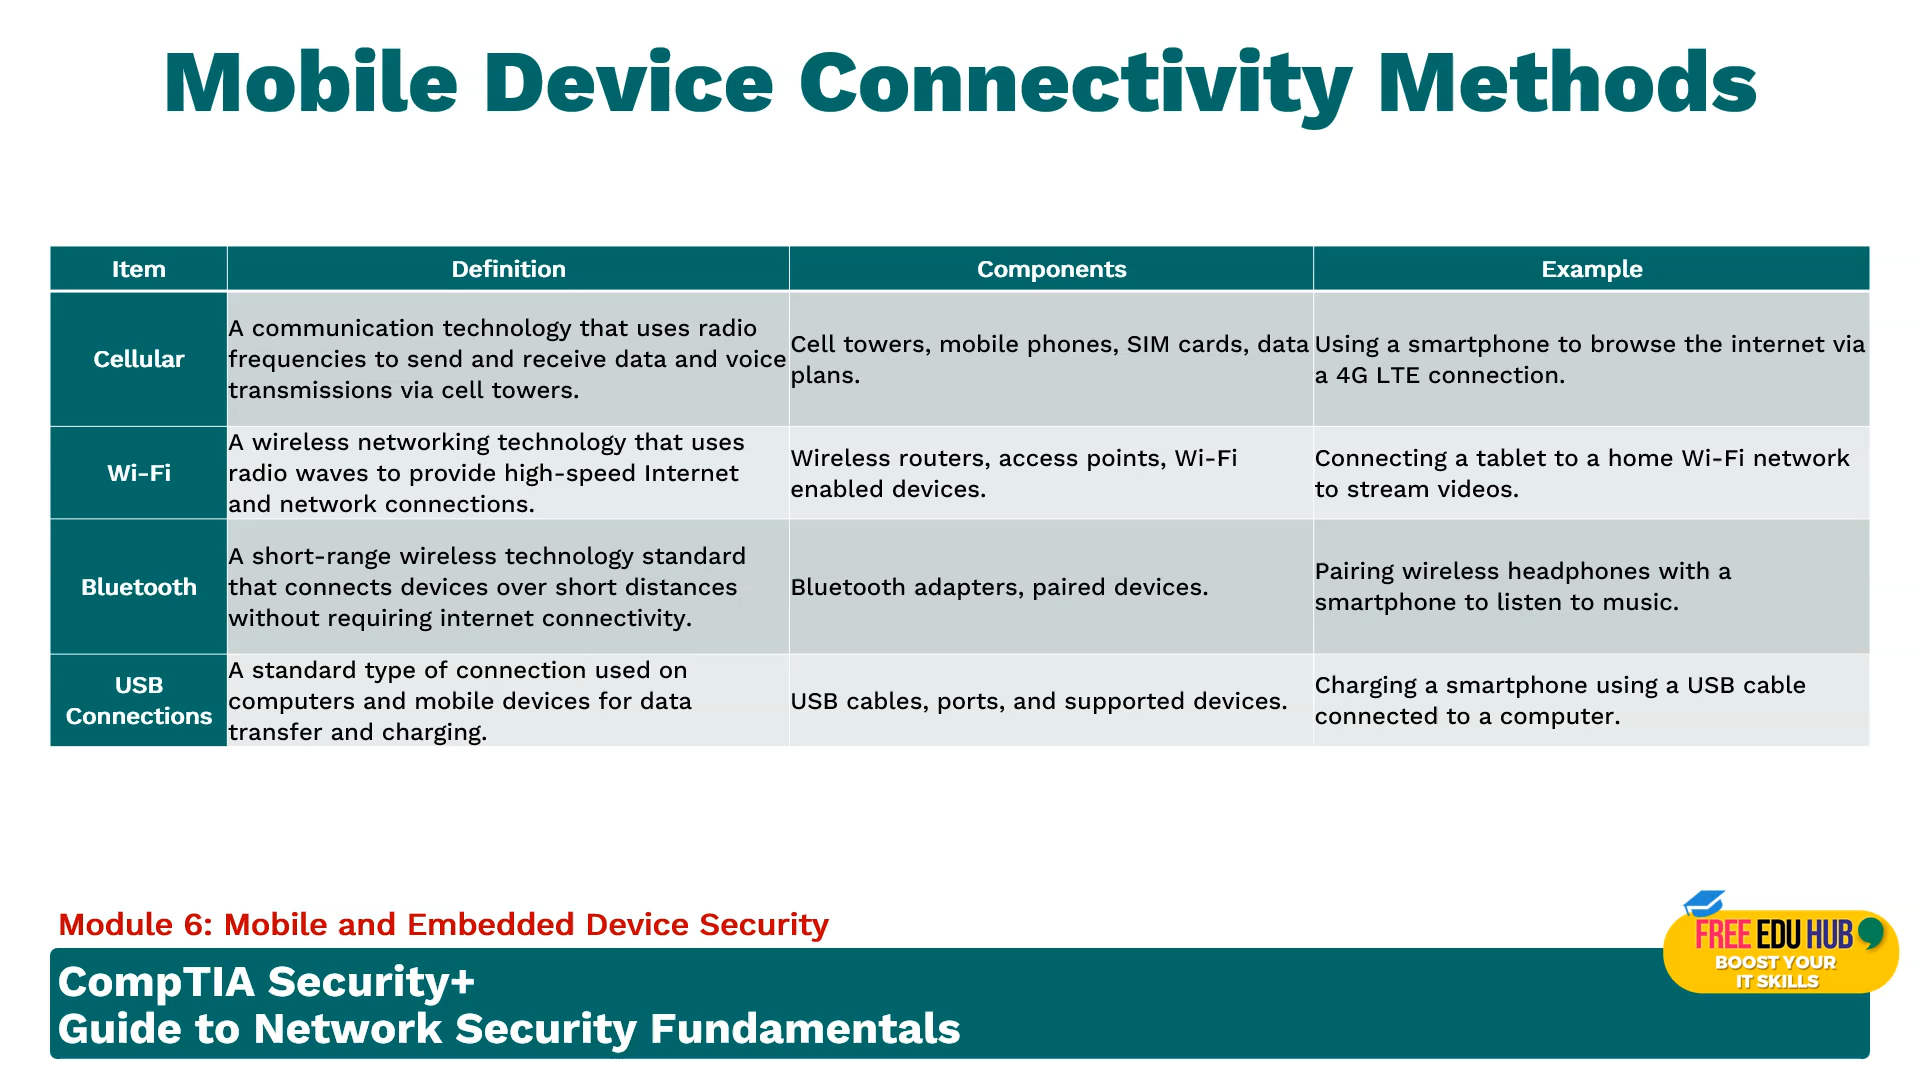 Mobile Device Connectivity Methods
Item
Definition
Components
Example
Cellular
A communication technology that uses radio
frequencies to send and receive data and voice
transmissions via cell towers.
Cell towers, mobile phones, SIM cards, data
plans.
Using a smartphone to browse the internet via
a 4G LTE connection.
Wi-Fi
A wireless networking technology that uses
radio waves to provide high-speed Internet
and network connections.
Wireless routers, access points, Wi-Fi
enabled devices.
Connecting a tablet to a home Wi-Fi network
to stream videos.
Bluetooth
A short-range wireless technology standard
that connects devices over short distances
without requiring internet connectivity.
Bluetooth adapters, paired devices.
Pairing wireless headphones with a
smartphone to listen to music.
USB
Connections
A standard type of connection used on
computers and mobile devices for data
transfer and charging.
USB cables, ports, and supported devices.
Charging a smartphone using a USB cable
connected to a computer.
Module 6: Mobile and Embedded Device Security
CompTIA Security+
Guide to Network Security Fundamentals
FREE EDU HUB
BOOST YOUR
IT SKILLS